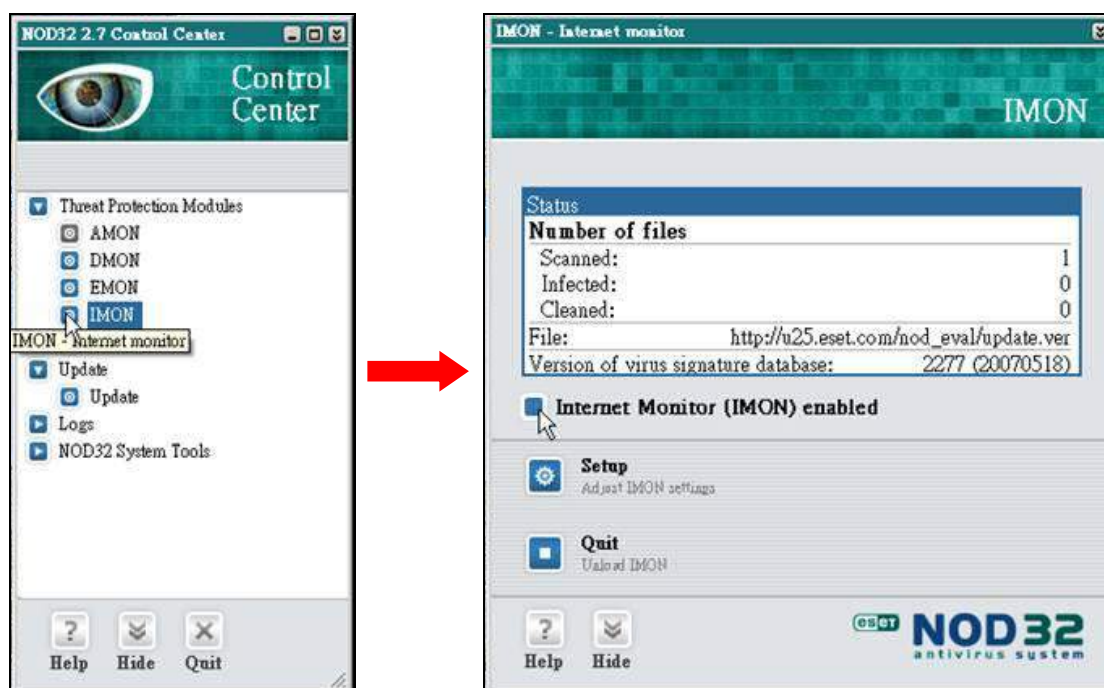 NOD32 2.7 Control Center
Control
Center
Threat Protection Modules
AMON
DMON
EMON
IMON
IMON - Internet monitor
Update
Update
Logs
NOD32 System Tools
? 
Help
Hide
Quit
IMON - Internet monitor
IMON
Status
Number of files
Scanned: 1
Infected: 0
Cleaned: 0
File: http://u25.eset.com/nod_eval/update.ver
Version of virus signature database: 2277 (20070518)
Internet Monitor (IMON) enabled
Setup
Adjust IMON settings
Quit
Unload IMON
?
Help
Hide
eset NOD32
antivirus system